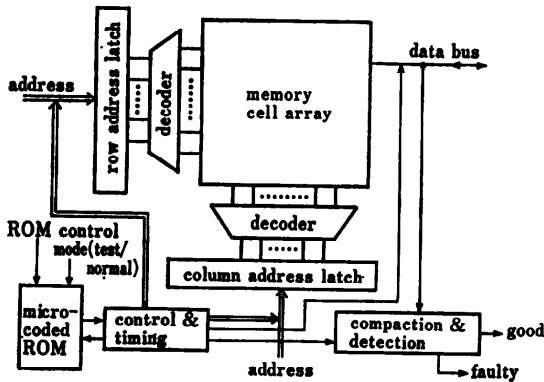 data bus
address
row address latch
decoder
memory
cell array
decoder
column address latch
ROM control
mode(test/
normal)
micro-
coded
ROM
control &
timing
address
compaction &
detection
good
faulty